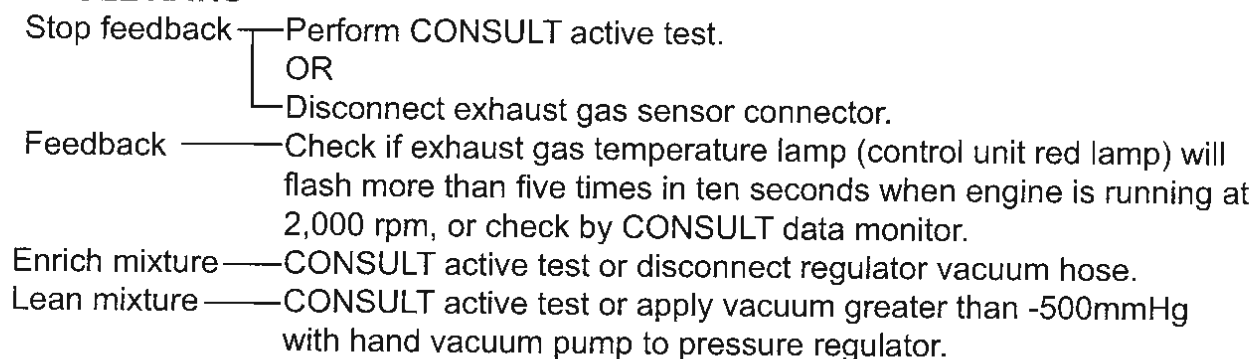 Stop feedback Perform CONSULT active test.
OR
Disconnect exhaust gas sensor connector.
Feedback Check if exhaust gas temperature lamp (control unit red lamp) will
flash more than five times in ten seconds when engine is running at
2,000 rpm, or check by CONSULT data monitor.
Enrich mixture CONSULT active test or disconnect regulator vacuum hose.
Lean mixture CONSULT active test or apply vacuum greater than -500mmHg
with hand vacuum pump to pressure regulator.